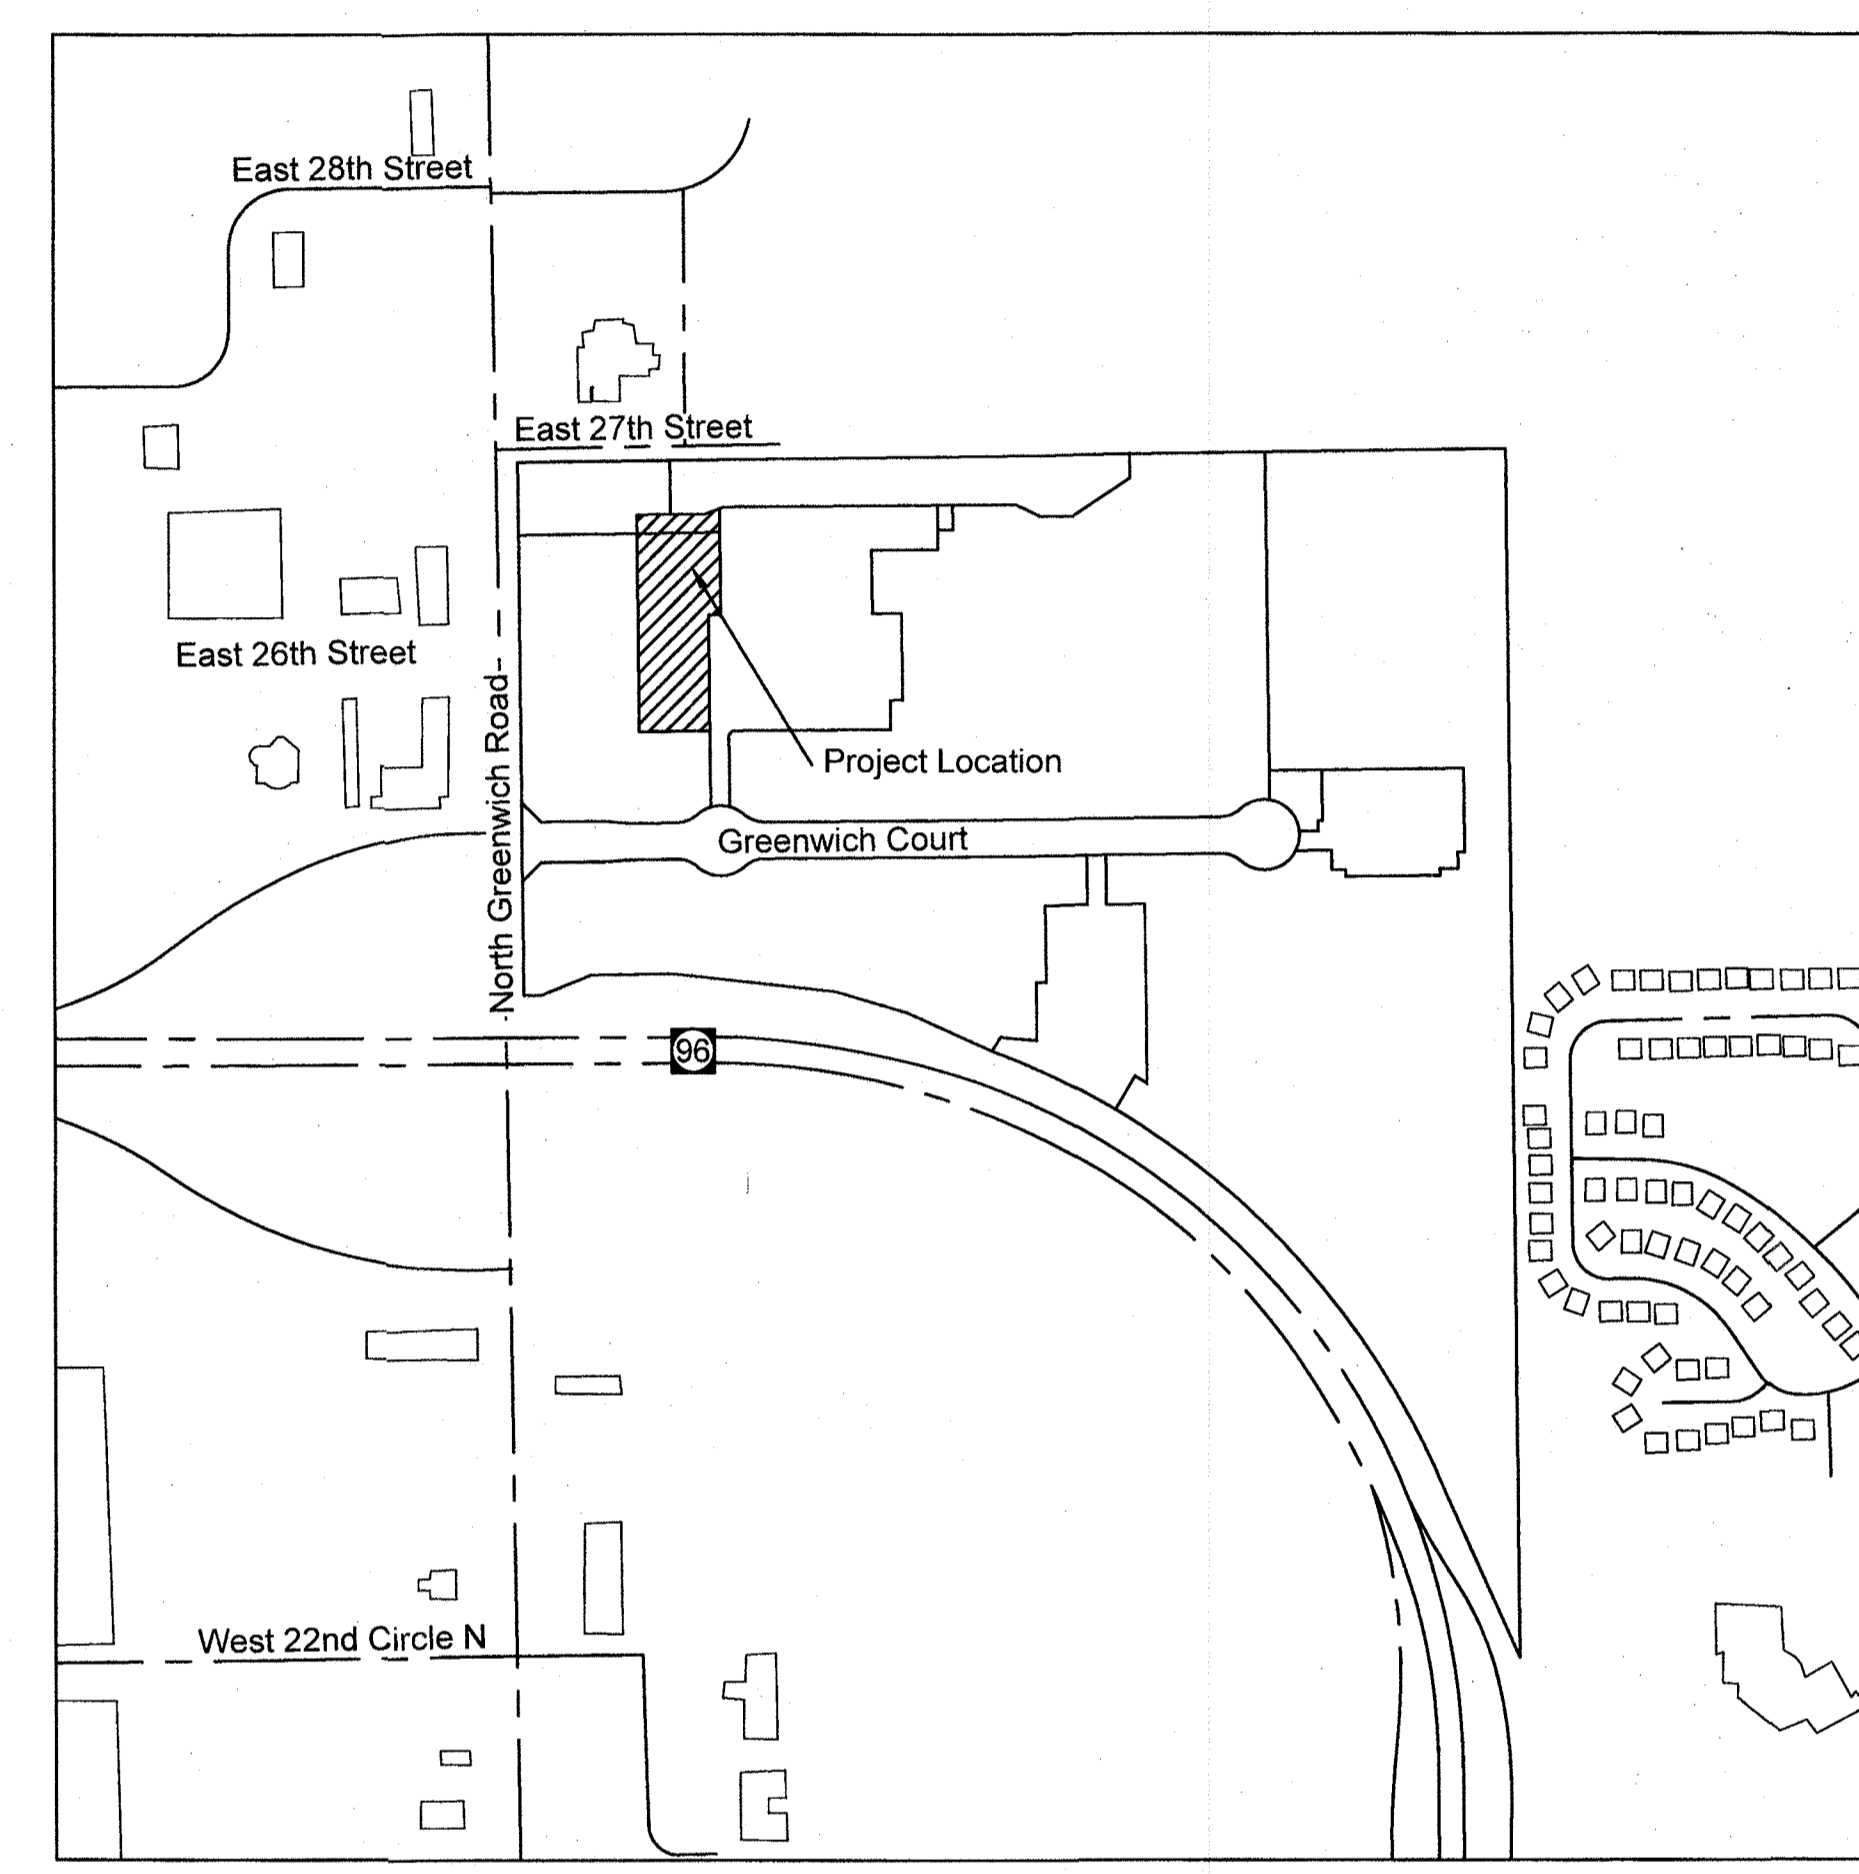 East 28th Street
East 27th Street
East 26th Street
North Greenwich Road
Project Location
Greenwich Court
96
West 22nd Circle N